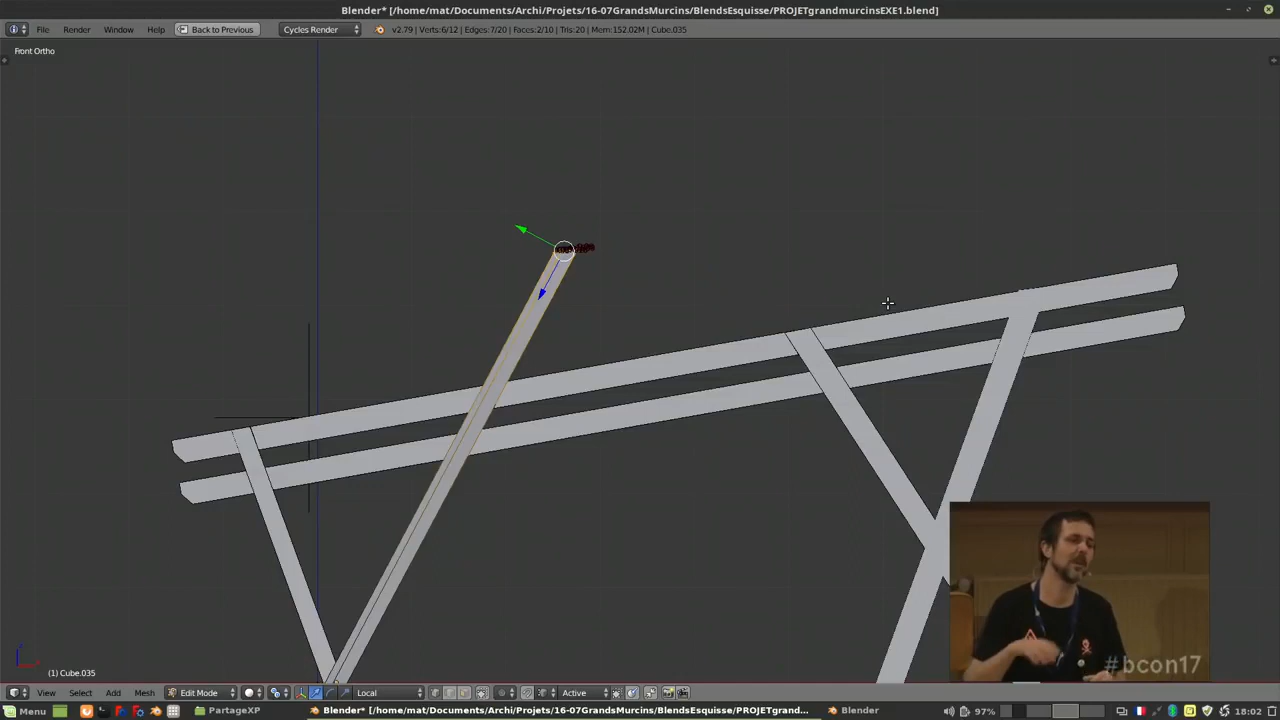 Blender* [/home/mat/Documents/Archi/Projets/16-07GrandsMurcins/BlendsEsquisse/PROJETgrandmurcinsEXE1.blend]
File Render Window Help Back to Previous Cycles Render v2.79 | Verts:6/12 | Edges:7/20 | Faces:2/10 | Tris:20 | Mem:152.02M | Cube.035
Front Ortho
(1) Cube.035
#bcon17
View Select Add Mesh Edit Mode Local Active
Menu PartageXP Blender* [/home/mat/Documents/Archi/Projets/16-07GrandsMurcins/BlendsEsquisse/PROJETgrand... Blender 97% 18:02